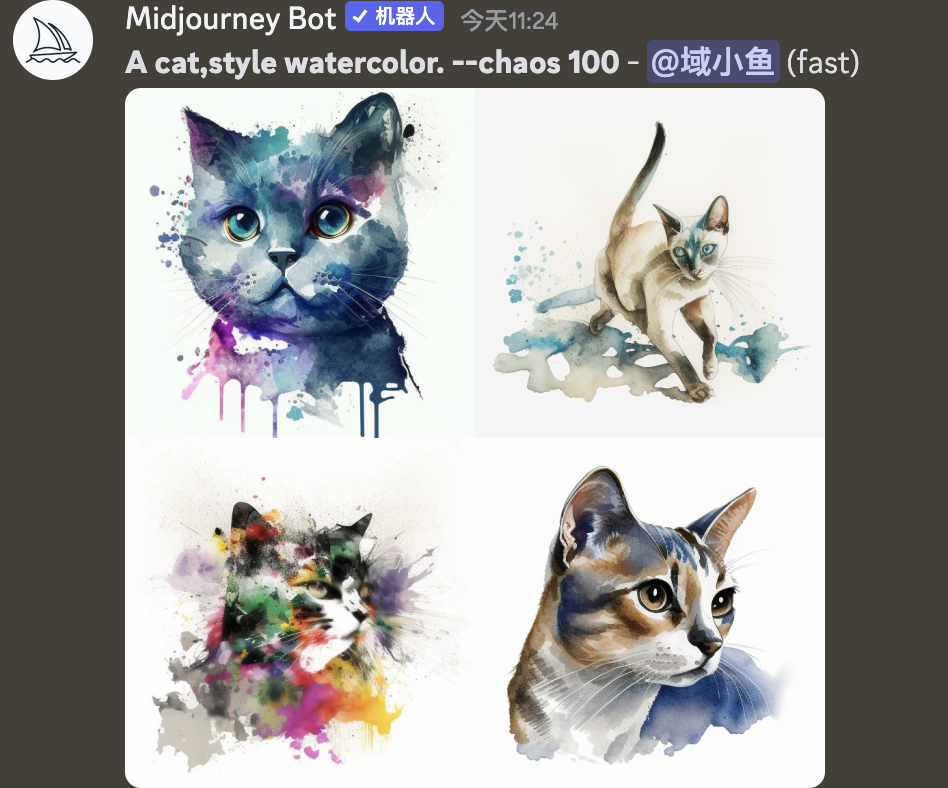 Midjourney Bot ✓ 机器人 今天11:24
A cat,style watercolor. --chaos 100 - @域小鱼 (fast)